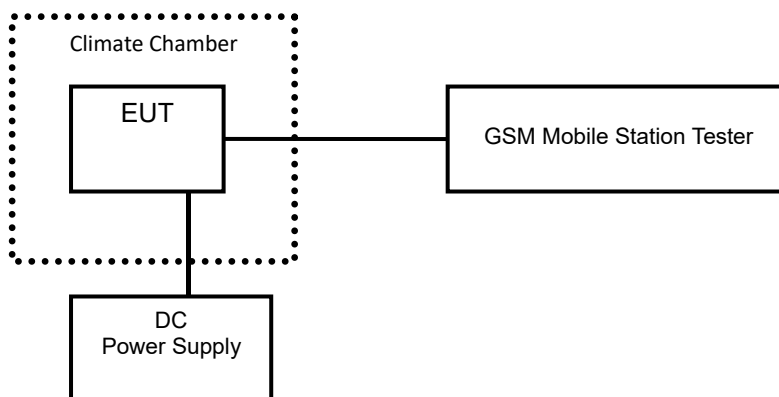 Climate Chamber
EUT
GSM Mobile Station Tester
DC
Power Supply